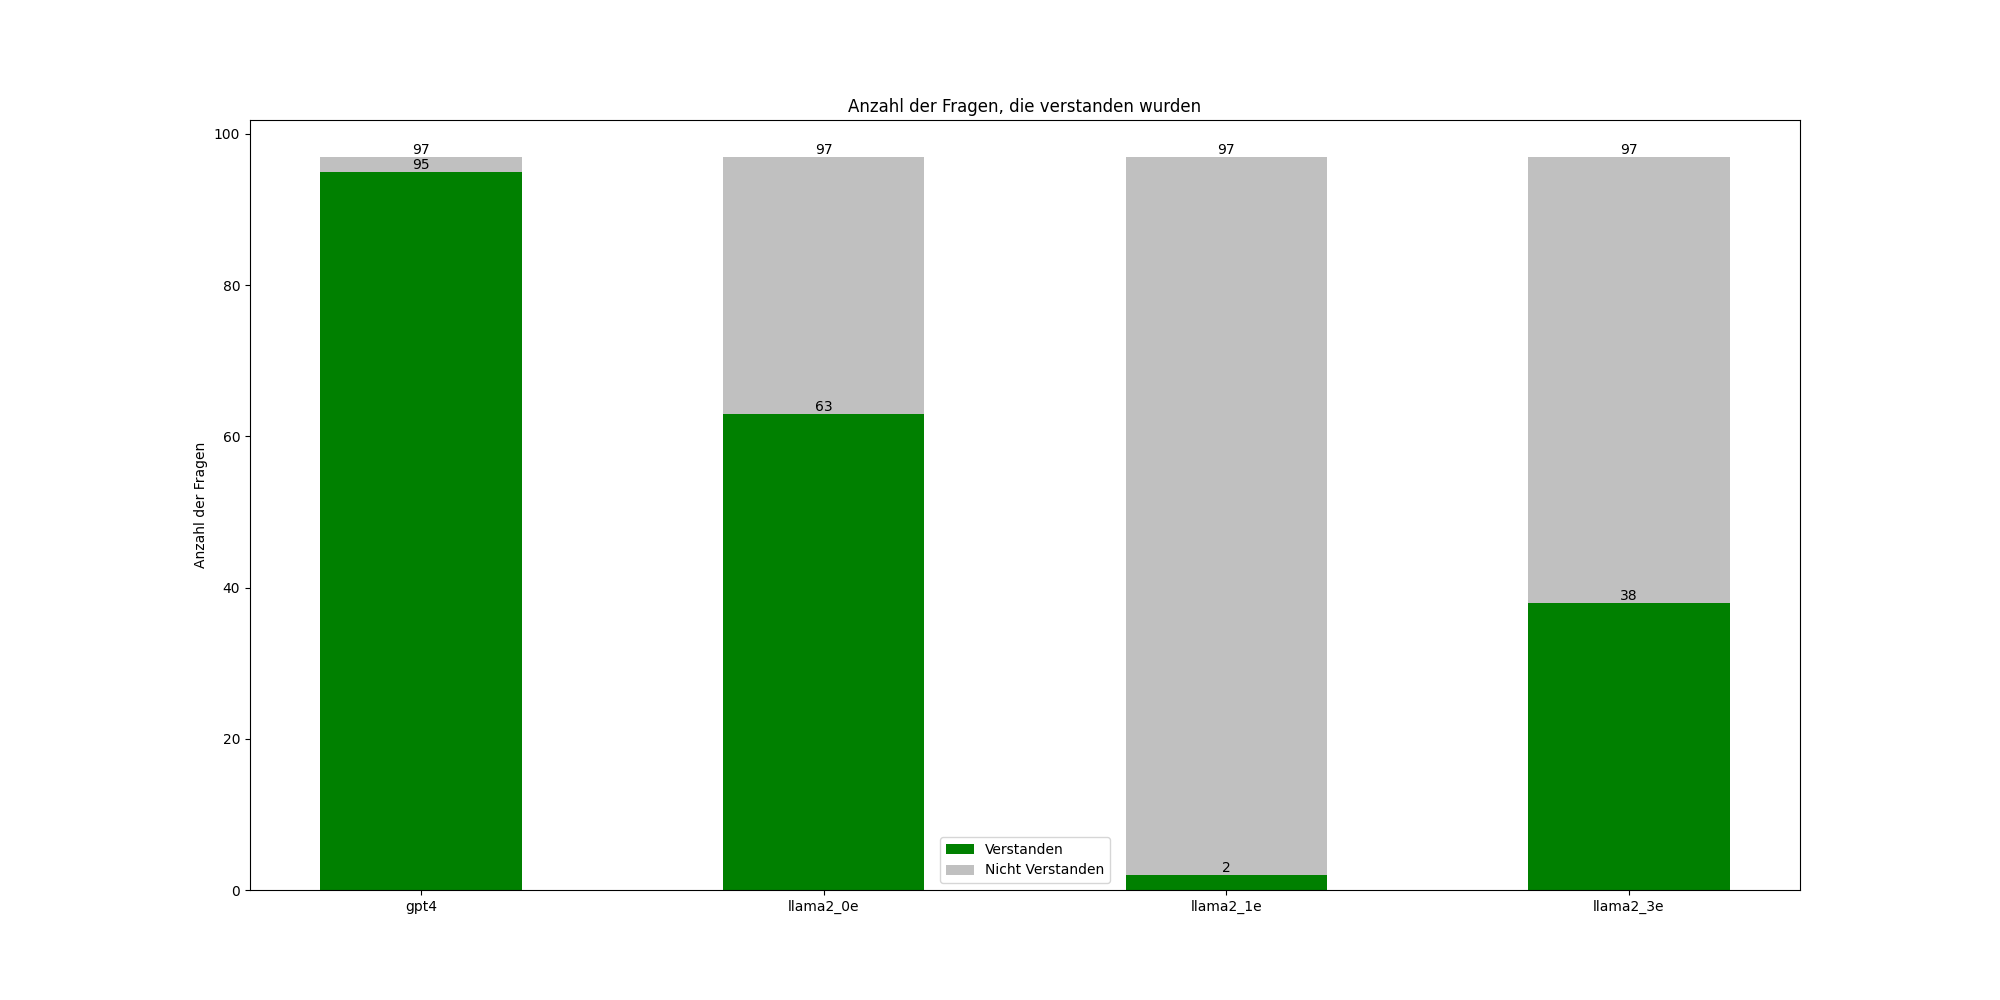 Anzahl der Fragen, die verstanden wurden
Anzahl der Fragen
100
80
60
40
20
0
97
95
97
63
97
2
97
38
Verstanden
Nicht Verstanden
gpt4
llama2_0e
llama2_1e
llama2_3e